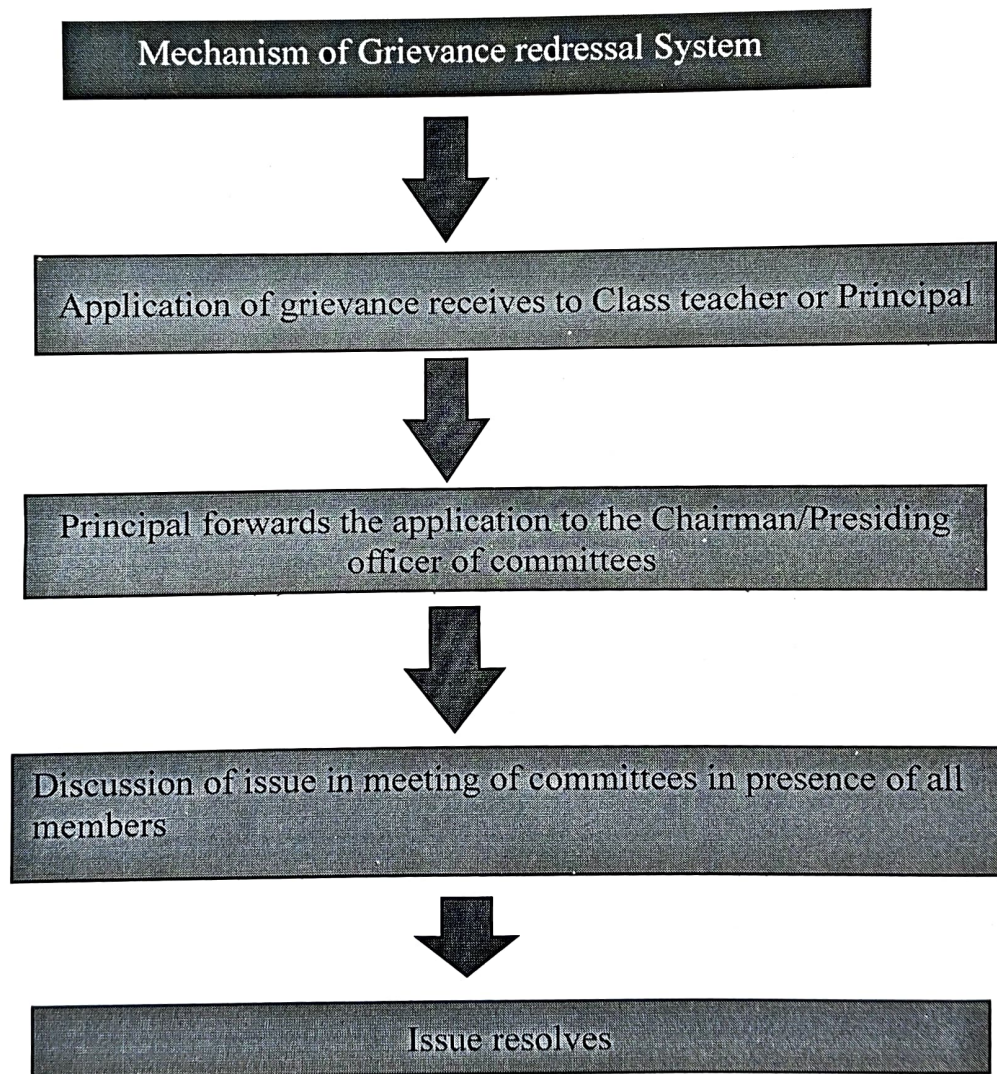 Mechanism of Grievance redressal System
Application of grievance receives to Class teacher or Principal
Principal forwards the application to the Chairman/Presiding
officer of committees
Discussion of issue in meeting of committees in presence of all
members
Issue resolves